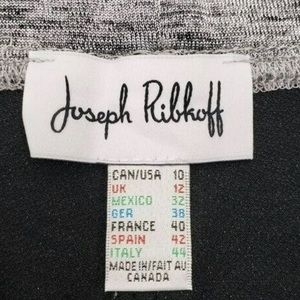 Joseph Ribkoff
CAN/USA 10
UK 12
MEXICO 32
GER 38
FRANCE 40
SPAIN 42
ITALY 44
MADE IN/FAIT AU
CANADA